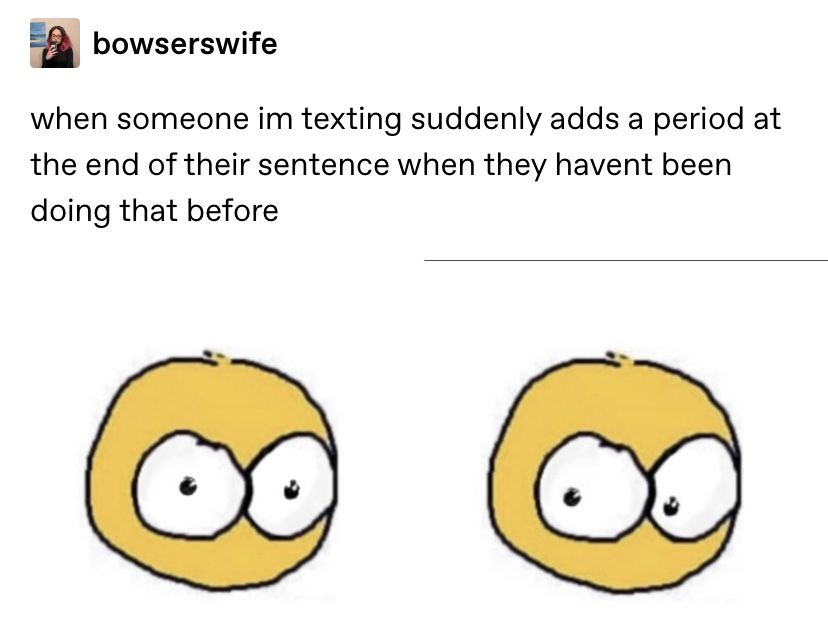 bowserswife
when someone im texting suddenly adds a period at
the end of their sentence when they havent been
doing that before